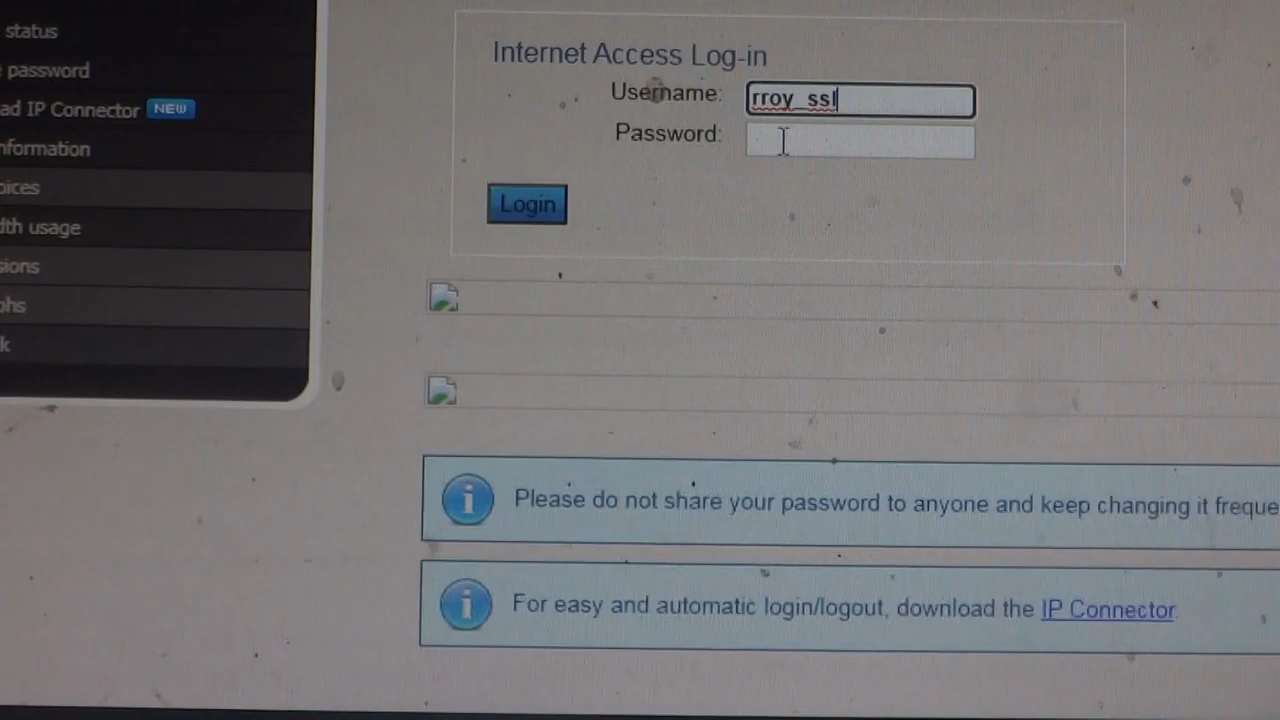 status
password
ad IP Connector NEW
nformation
oices
dth usage
sions
phs
k
Internet Access Log-in
Username: rroy_ssl
Password:
Login
Please do not share your password to anyone and keep changing it freque
For easy and automatic login/logout, download the IP Connector.